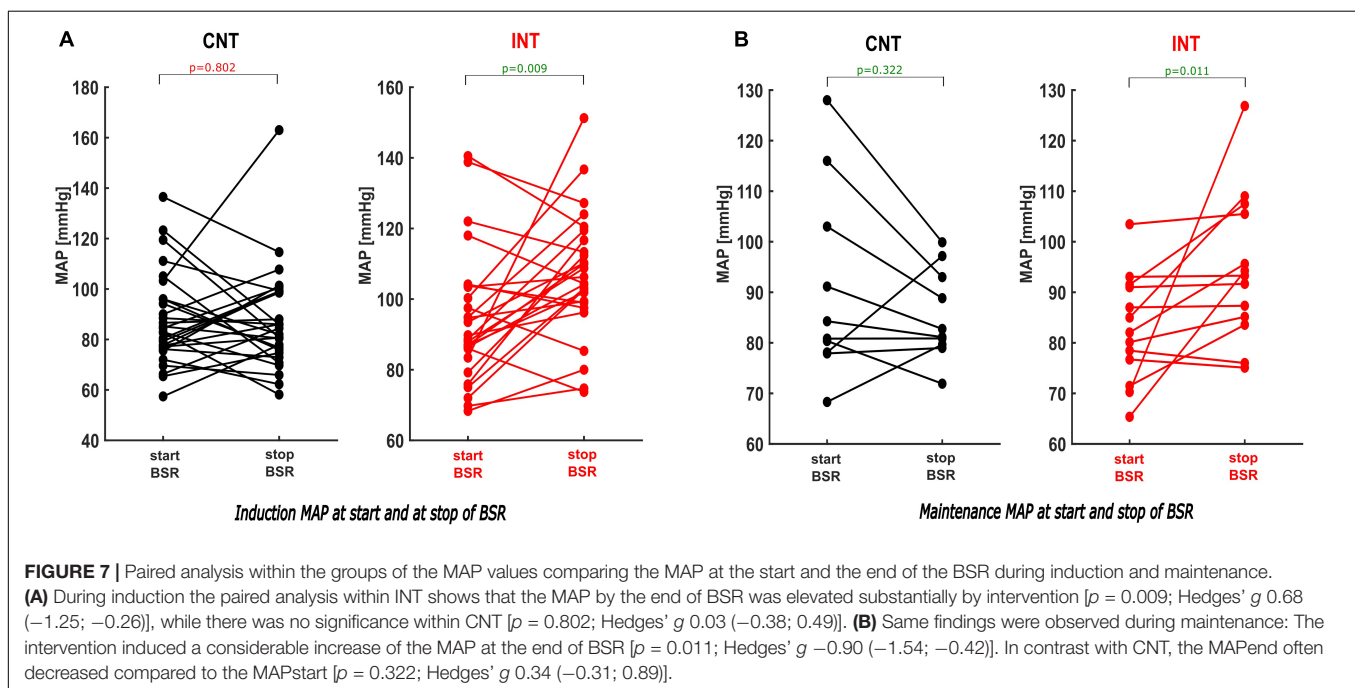 A
CNT
INT
p=0.802
p=0.009
MAP [mmHg]
180
160
140
120
100
80
60
40
MAP [mmHg]
160
140
120
100
80
60
start BSR
stop BSR
start BSR
stop BSR
Induction MAP at start and at stop of BSR
B
CNT
INT
p=0.322
p=0.011
MAP [mmHg]
130
120
110
100
90
80
70
60
MAP [mmHg]
130
120
110
100
90
80
70
60
start BSR
stop BSR
start BSR
stop BSR
Maintenance MAP at start and stop of BSR
FIGURE 7 | Paired analysis within the groups of the MAP values comparing the MAP at the start and the end of the BSR during induction and maintenance.
(A) During induction the paired analysis within INT shows that the MAP by the end of BSR was elevated substantially by intervention [p = 0.009; Hedges' g 0.68
(−1.25; −0.26)], while there was no significance within CNT [p = 0.802; Hedges' g 0.03 (−0.38; 0.49)]. (B) Same findings were observed during maintenance: The
intervention induced a considerable increase of the MAP at the end of BSR [p = 0.011; Hedges' g −0.90 (−1.54; −0.42)]. In contrast with CNT, the MAPend often
decreased compared to the MAPstart [p = 0.322; Hedges' g 0.34 (−0.31; 0.89)].